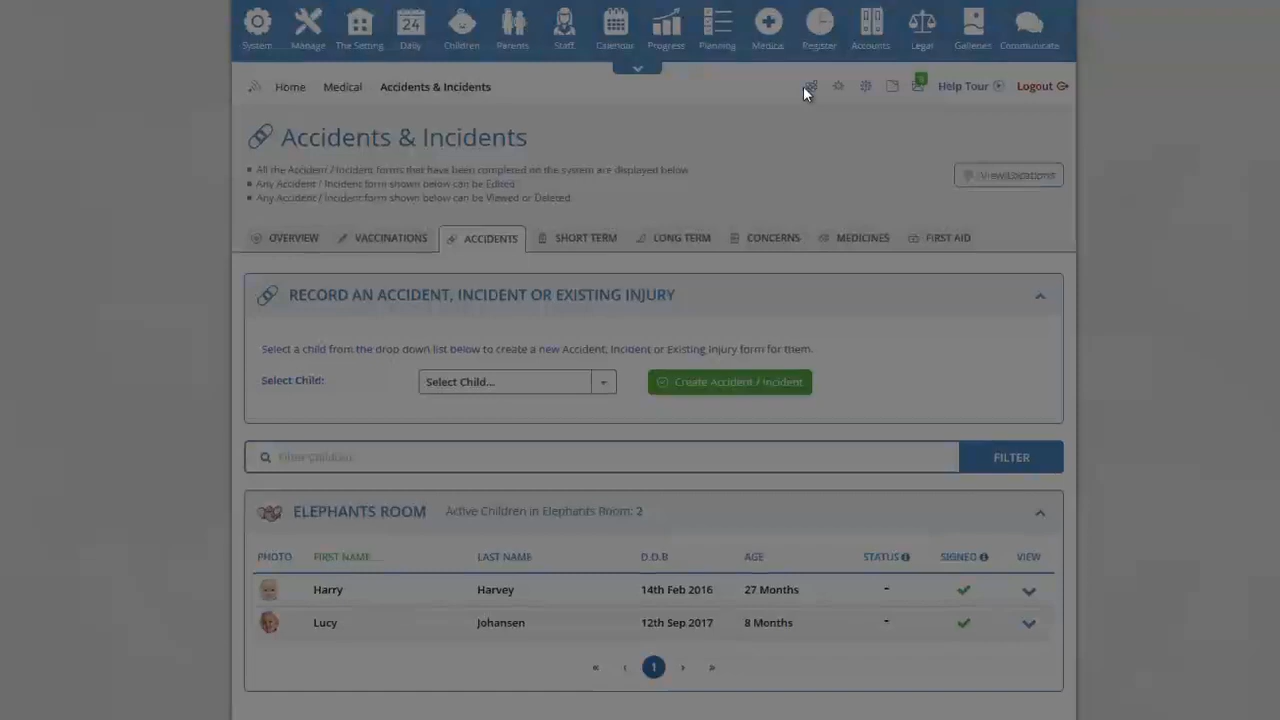 System
Manage
The Setting
Daily
Children
Parents
Staff
Calendar
Progress
Planning
Medical
Register
Accounts
Legal
Galleries
Communicate
24
Home
Medical
Accidents & Incidents
Help Tour
Logout
Accidents & Incidents
All the Accident / Incident forms that have been completed on the system are displayed below
Any Accident / Incident form shown below can be Edited
Any Accident / Incident form shown below can be Viewed or Deleted
View Locations
OVERVIEW
VACCINATIONS
ACCIDENTS
SHORT TERM
LONG TERM
CONCERNS
MEDICINES
FIRST AID
RECORD AN ACCIDENT, INCIDENT OR EXISTING INJURY
Select a child from the drop down list below to create a new Accident, Incident or Existing Injury form for them.
Select Child:
Select Child...
Create Accident / Incident
Filter Children
FILTER
ELEPHANTS ROOM
Active Children in Elephants Room: 2
PHOTO FIRST NAME LAST NAME D.O.B AGE STATUS SIGNED VIEW
Harry Harvey 14th Feb 2016 27 Months -
Lucy Johansen 12th Sep 2017 8 Months -
« ‹ 1 › »